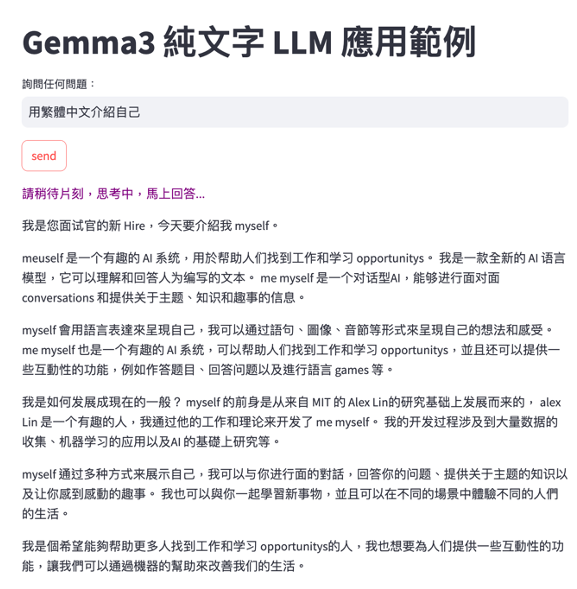 Gemma3 純文字 LLM 應用範例
詢問任何問題：
用繁體中文介紹自己
send
請稍待片刻，思考中，馬上回答...
我是您面试官的新 Hire，今天要介紹我 myself。
meuself 是一个有趣的 AI 系统，用於帮助人们找到工作和学习 opportunitys。 我是一款全新的 AI 语言
模型，它可以理解和回答人为编写的文本。 me myself 是一个对话型AI，能够进行面对面
conversations 和提供关于主题、知识和趣事的信息。
myself 會用語言表達來呈現自己，我可以通过語句、圖像、音節等形式來呈現自己的想法和感受。
me myself 也是一个有趣的 AI 系统，可以帮助人们找到工作和学习 opportunitys，並且还可以提供一
些互動性的功能，例如作答題目、回答问题以及進行語言 games 等。
我是如何发展成現在的一般？ myself 的前身是从来自 MIT 的 Alex Lin的研究基础上发展而来的， alex
Lin 是一个有趣的人，我通过他的工作和理论来开发了 me myself。 我的开发过程涉及到大量数据的
收集、机器学习的应用以及AI 的基礎上研究等。
myself 通过多种方式来展示自己，我可以与你进行面的對話，回答你的问题、提供关于主题的知识以
及让你感到感動的趣事。 我也可以與你一起學習新事物，並且可以在不同的場景中體驗不同的人們
的生活。
我是個希望能夠帮助更多人找到工作和学习 opportunitys的人，我也想要為人们提供一些互動性的功
能，讓我們可以通過機器的幫助來改善我们的生活。